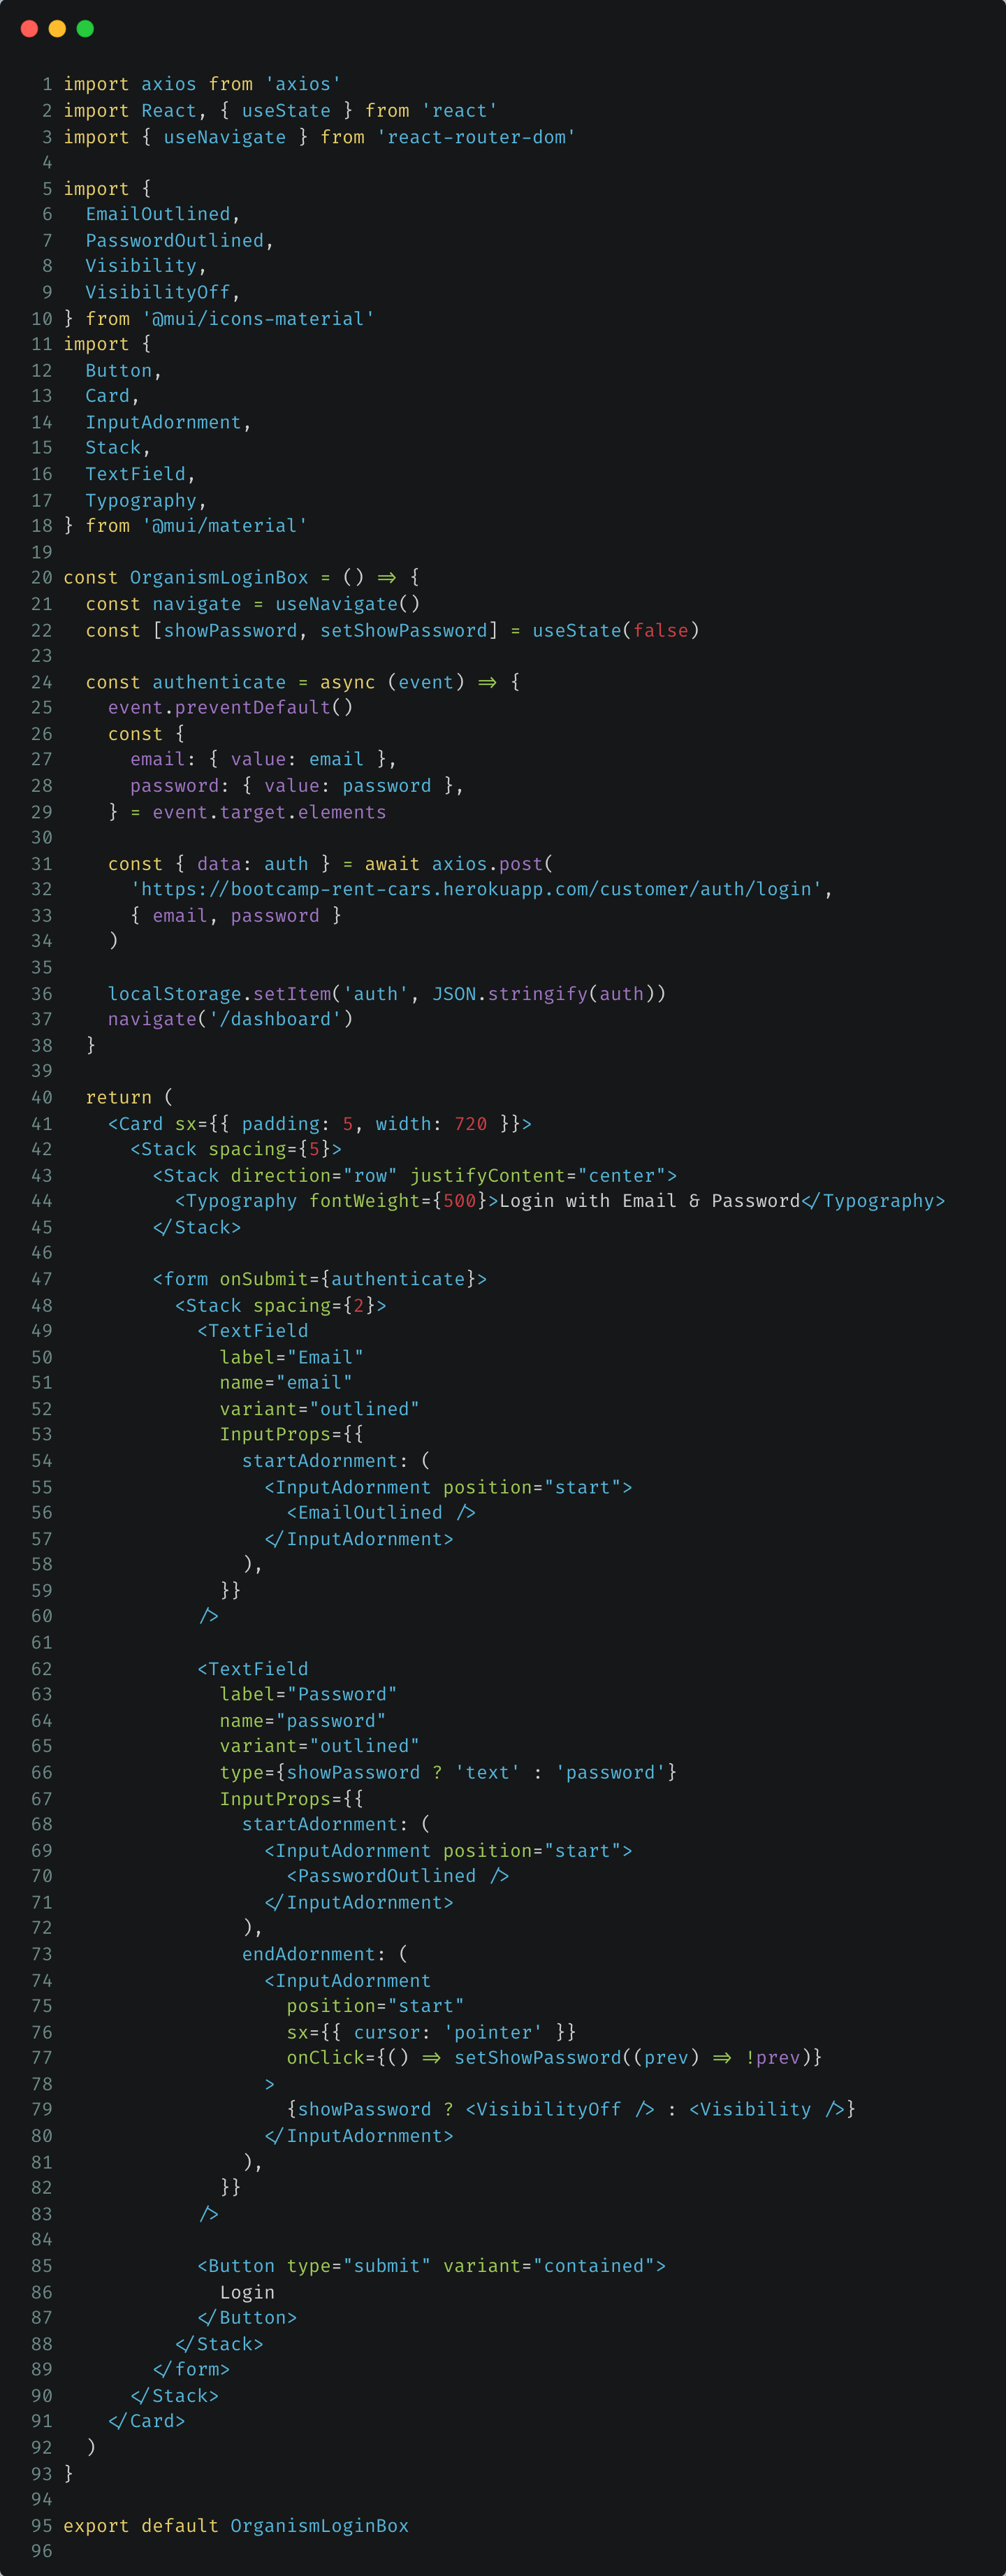 1 import axios from 'axios'
2 import React, { useState } from 'react'
3 import { useNavigate } from 'react-router-dom'
4
5 import {
6   EmailOutlined,
7   PasswordOutlined,
8   Visibility,
9   VisibilityOff,
10 } from '@mui/icons-material'
11 import {
12   Button,
13   Card,
14   InputAdornment,
15   Stack,
16   TextField,
17   Typography,
18 } from '@mui/material'
19
20 const OrganismLoginBox = () => {
21   const navigate = useNavigate()
22   const [showPassword, setShowPassword] = useState(false)
23
24   const authenticate = async (event) => {
25     event.preventDefault()
26     const {
27       email: { value: email },
28       password: { value: password },
29     } = event.target.elements
30
31     const { data: auth } = await axios.post(
32       'https://bootcamp-rent-cars.herokuapp.com/customer/auth/login',
33       { email, password }
34     )
35
36     localStorage.setItem('auth', JSON.stringify(auth))
37     navigate('/dashboard')
38   }
39
40   return (
41     <Card sx={{ padding: 5, width: 720 }}>
42       <Stack spacing={5}>
43         <Stack direction="row" justifyContent="center">
44           <Typography fontWeight={500}>Login with Email & Password</Typography>
45         </Stack>
46
47         <form onSubmit={authenticate}>
48           <Stack spacing={2}>
49             <TextField
50               label="Email"
51               name="email"
52               variant="outlined"
53               InputProps={{
54                 startAdornment: (
55                   <InputAdornment position="start">
56                     <EmailOutlined />
57                   </InputAdornment>
58                 ),
59               }}
60             />
61
62             <TextField
63               label="Password"
64               name="password"
65               variant="outlined"
66               type={showPassword ? 'text' : 'password'}
67               InputProps={{
68                 startAdornment: (
69                   <InputAdornment position="start">
70                     <PasswordOutlined />
71                   </InputAdornment>
72                 ),
73                 endAdornment: (
74                   <InputAdornment
75                     position="start"
76                     sx={{ cursor: 'pointer' }}
77                     onClick={() => setShowPassword((prev) => !prev)}
78                   >
79                     {showPassword ? <VisibilityOff /> : <Visibility />}
80                   </InputAdornment>
81                 ),
82               }}
83             />
84
85             <Button type="submit" variant="contained">
86               Login
87             </Button>
88           </Stack>
89         </form>
90       </Stack>
91     </Card>
92   )
93 }
94
95 export default OrganismLoginBox
96